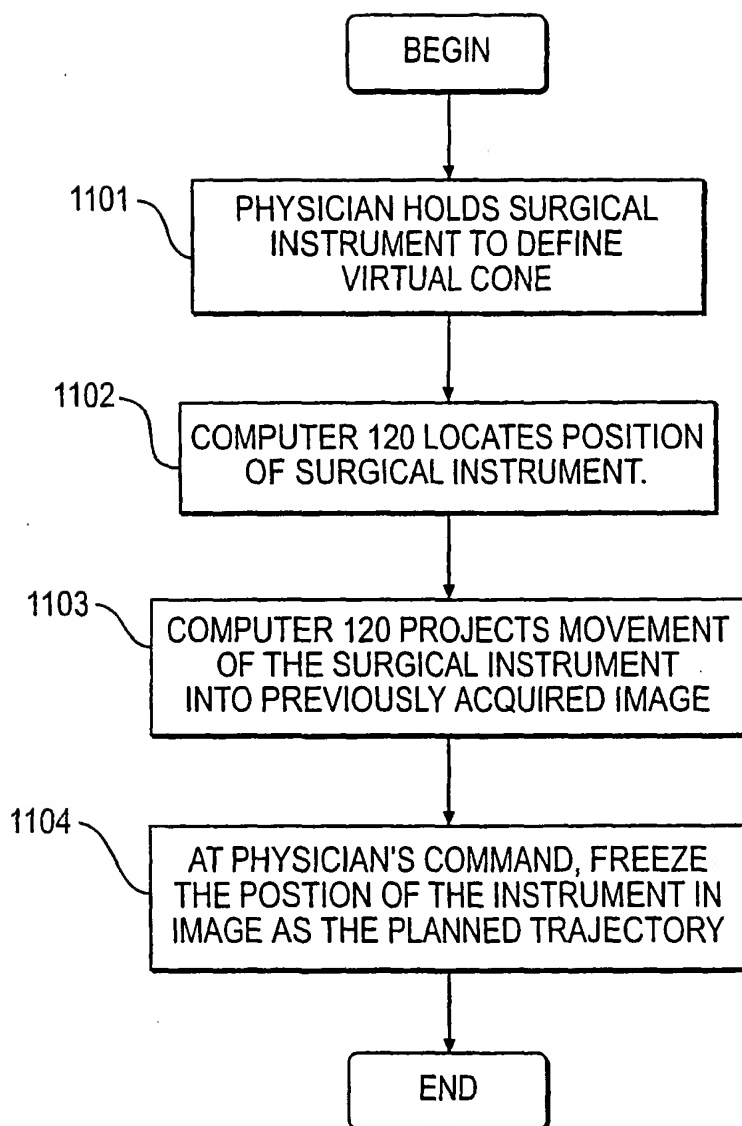 BEGIN
1101
PHYSICIAN HOLDS SURGICAL
INSTRUMENT TO DEFINE
VIRTUAL CONE
1102
COMPUTER 120 LOCATES POSITION
OF SURGICAL INSTRUMENT.
1103
COMPUTER 120 PROJECTS MOVEMENT
OF THE SURGICAL INSTRUMENT
INTO PREVIOUSLY ACQUIRED IMAGE
1104
AT PHYSICIAN'S COMMAND, FREEZE
THE POSTION OF THE INSTRUMENT IN
IMAGE AS THE PLANNED TRAJECTORY
END